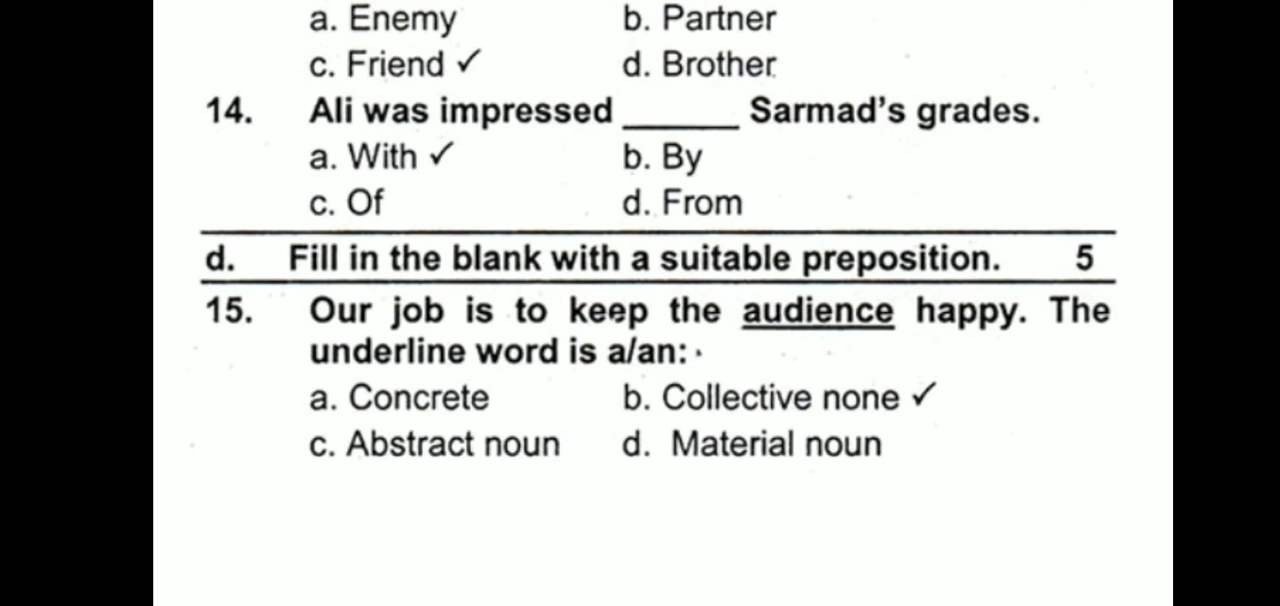 a. Enemy b. Partner
c. Friend ✓ d. Brother
14. Ali was impressed ______ Sarmad's grades.
a. With ✓ b. By
c. Of d. From
d. Fill in the blank with a suitable preposition. 5
15. Our job is to keep the audience happy. The
underline word is a/an:
a. Concrete b. Collective none ✓
c. Abstract noun d. Material noun